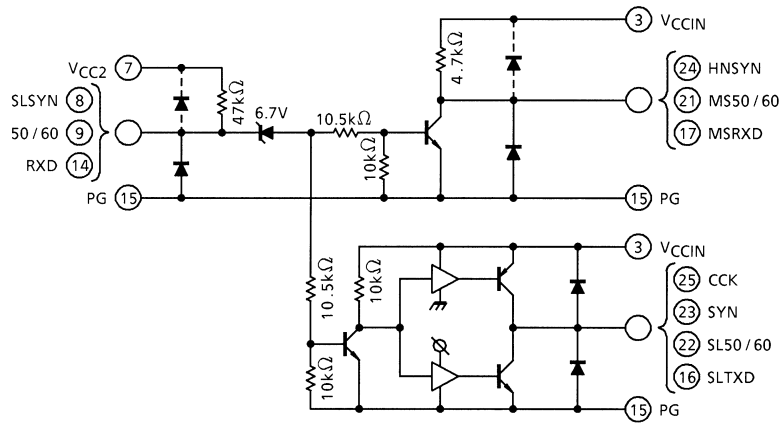 VCC2 7
SLSYN 8
50 / 60 9
RXD 14
PG 15
47kΩ
6.7V
10.5kΩ
10kΩ
4.7kΩ
3 VCCIN
24 HNSYN
21 MS50 / 60
17 MSRXD
15 PG
10.5kΩ
10kΩ
10kΩ
3 VCCIN
25 CCK
23 SYN
22 SL50 / 60
16 SLTXD
15 PG